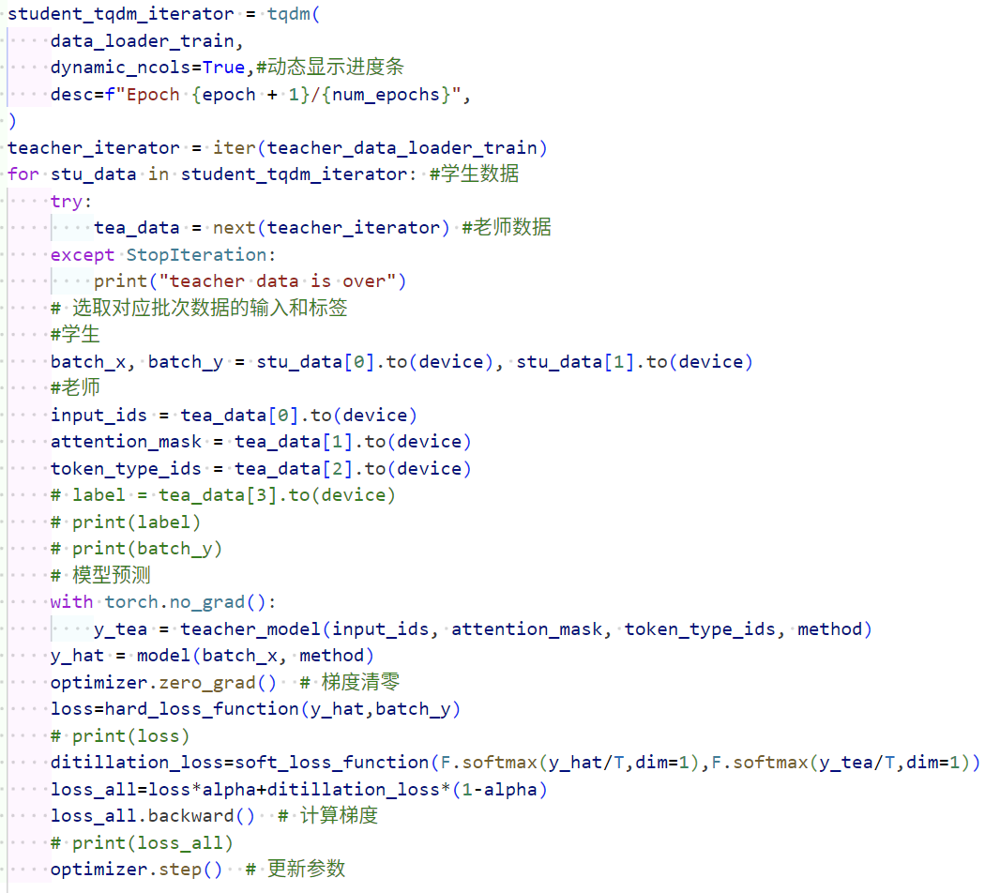 student_tqdm_iterator = tqdm(
    data_loader_train,
    dynamic_ncols=True,#动态显示进度条
    desc=f"Epoch {epoch + 1}/{num_epochs}",
)
teacher_iterator = iter(teacher_data_loader_train)
for stu_data in student_tqdm_iterator: #学生数据
    try:
        tea_data = next(teacher_iterator) #老师数据
    except StopIteration:
        print("teacher data is over")
    # 选取对应批次数据的输入和标签
    #学生
    batch_x, batch_y = stu_data[0].to(device), stu_data[1].to(device)
    #老师
    input_ids = tea_data[0].to(device)
    attention_mask = tea_data[1].to(device)
    token_type_ids = tea_data[2].to(device)
    # label = tea_data[3].to(device)
    # print(label)
    # print(batch_y)
    # 模型预测
    with torch.no_grad():
        y_tea = teacher_model(input_ids, attention_mask, token_type_ids, method)
    y_hat = model(batch_x, method)
    optimizer.zero_grad()  # 梯度清零
    loss=hard_loss_function(y_hat,batch_y)
    # print(loss)
    ditillation_loss=soft_loss_function(F.softmax(y_hat/T,dim=1),F.softmax(y_tea/T,dim=1))
    loss_all=loss*alpha+ditillation_loss*(1-alpha)
    loss_all.backward()  # 计算梯度
    # print(loss_all)
    optimizer.step()  # 更新参数